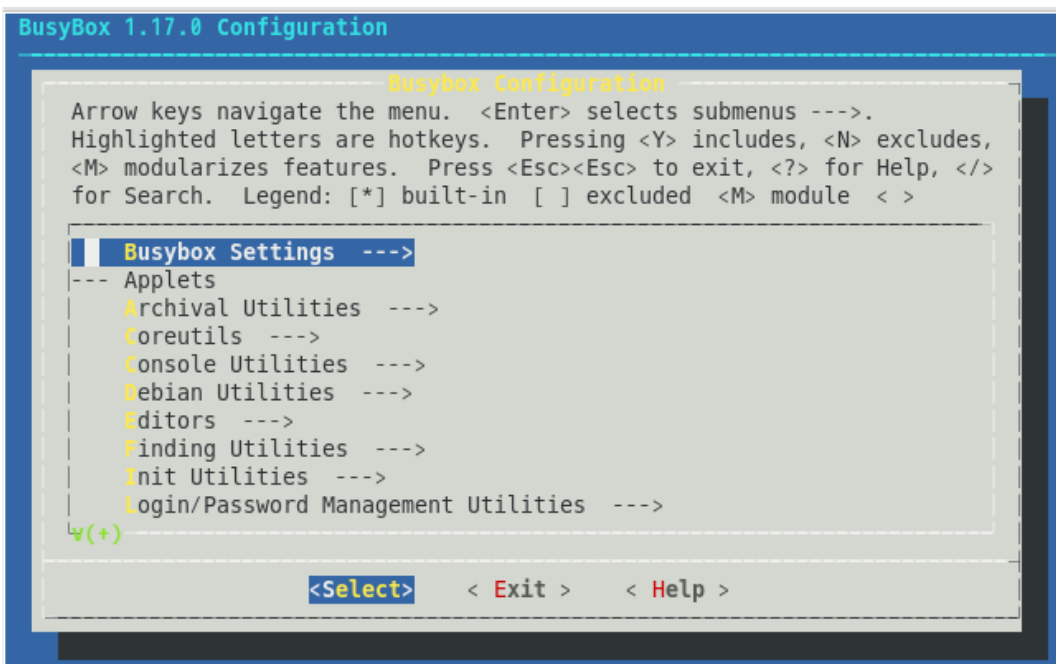 BusyBox 1.17.0 Configuration
Busybox Configuration
Arrow keys navigate the menu.  <Enter> selects submenus --->.
Highlighted letters are hotkeys.  Pressing <Y> includes, <N> excludes,
<M> modularizes features.  Press <Esc><Esc> to exit, <?> for Help, </>
for Search.  Legend: [*] built-in  [ ] excluded  <M> module  < >
Busybox Settings  --->
--- Applets
Archival Utilities  --->
Coreutils  --->
Console Utilities  --->
Debian Utilities  --->
Editors  --->
Finding Utilities  --->
Init Utilities  --->
Login/Password Management Utilities  --->
v(+)
<Select>    < Exit >    < Help >